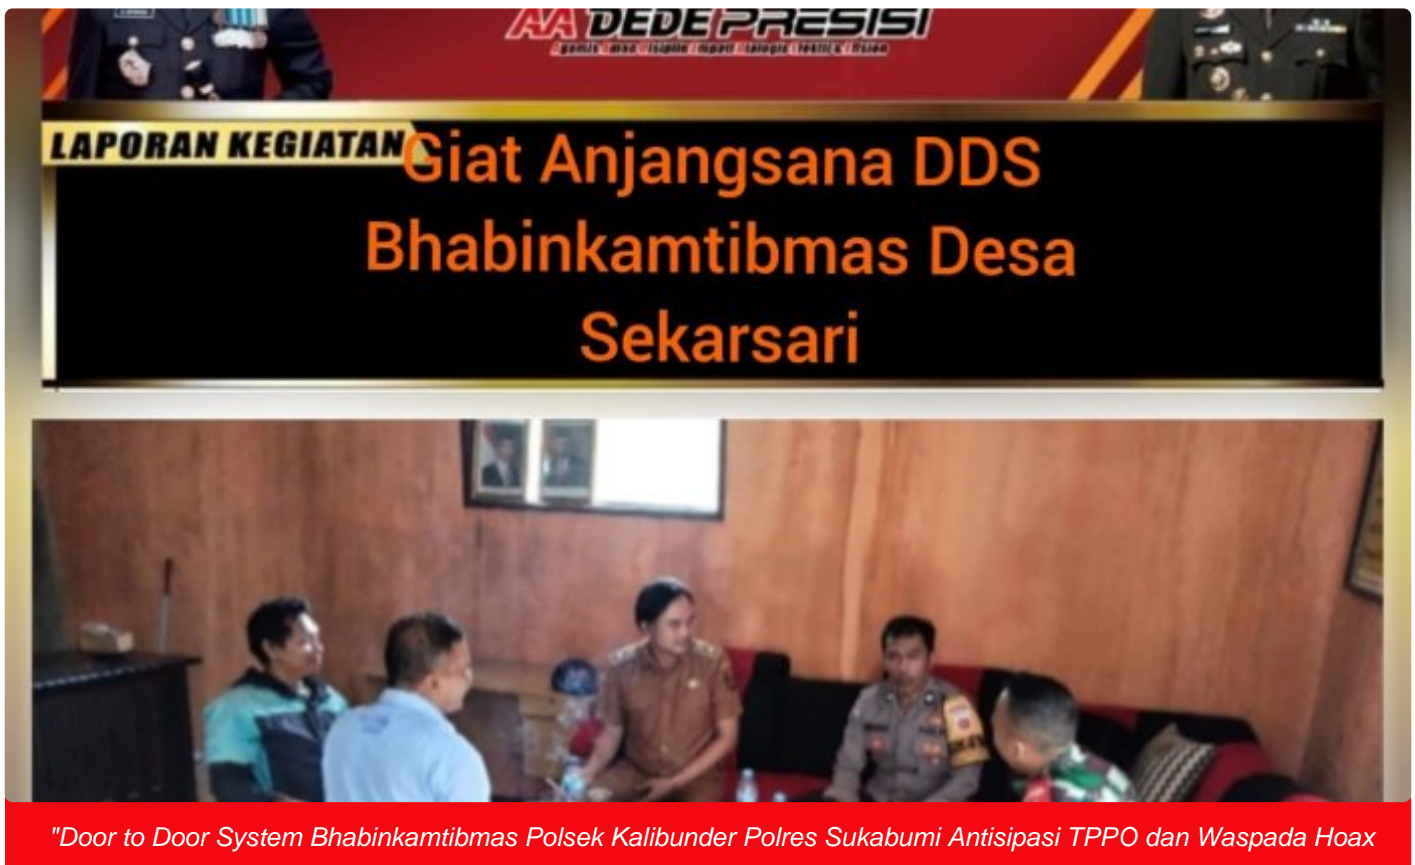 AA DEDE PRESISI
LAPORAN KEGIATAN
Giat Anjangsana DDS
Bhabinkamtibmas Desa
Sekarsari
"Door to Door System Bhabinkamtibmas Polsek Kalibunder Polres Sukabumi Antisipasi TPPO dan Waspada Hoax